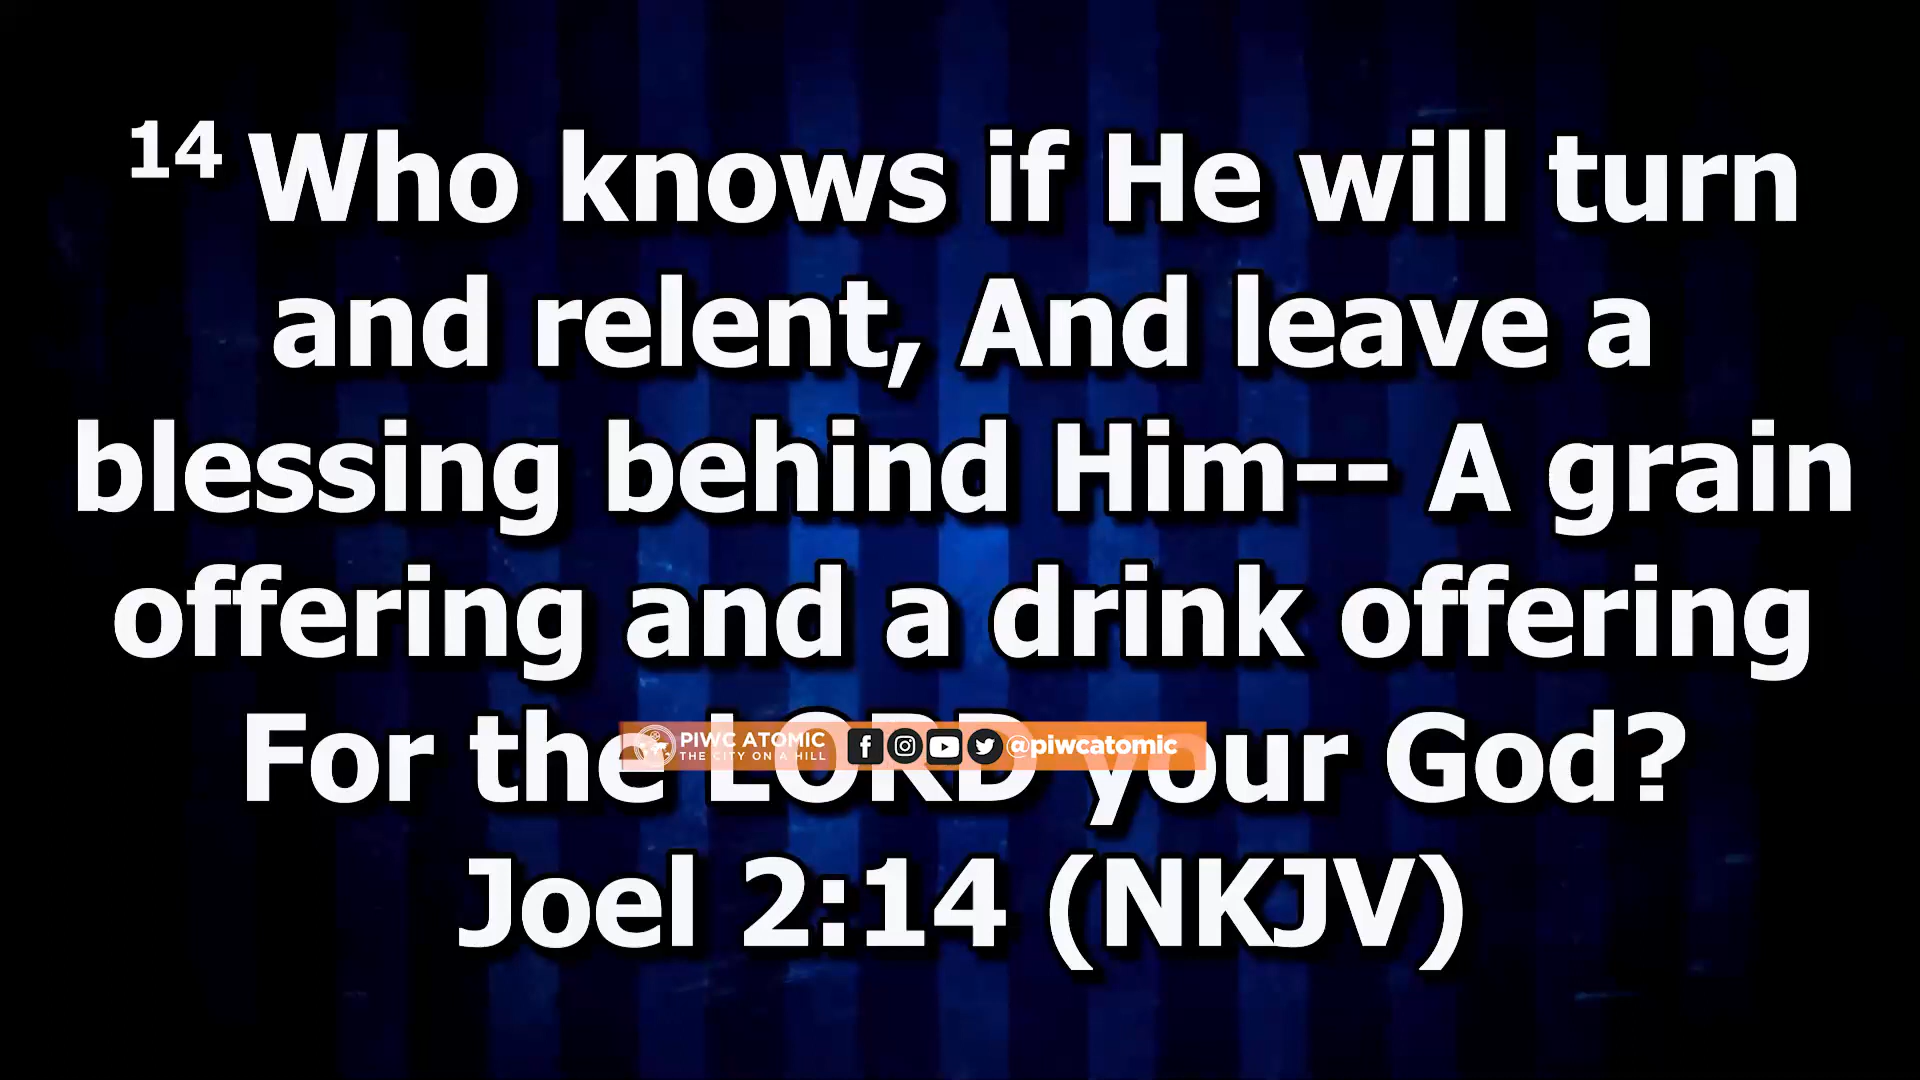 14 Who knows if He will turn
and relent, And leave a
blessing behind Him-- A grain
offering and a drink offering
For the LORD your God?
PIWC ATOMIC
THE CITY ON A HILL
@piwcatomic
Joel 2:14 (NKJV)